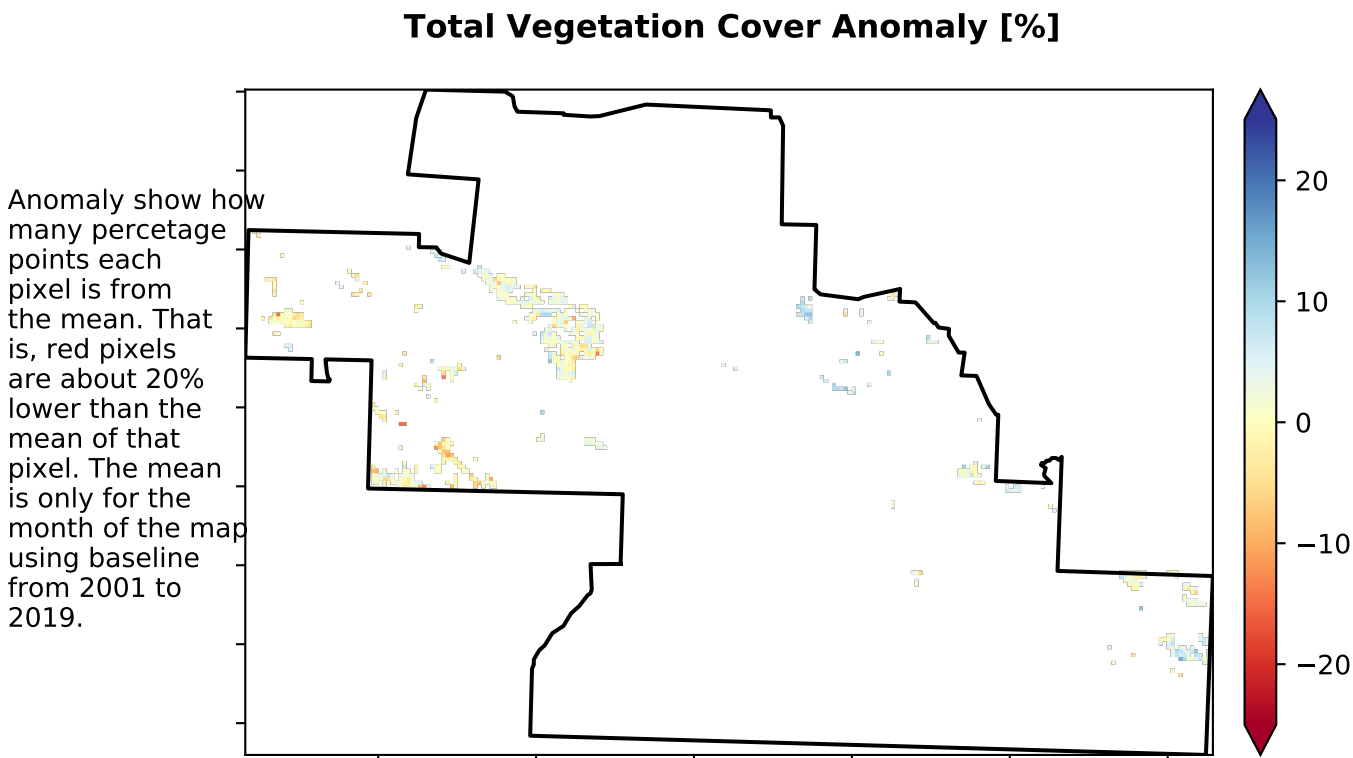 Total Vegetation Cover Anomaly [%]
Anomaly show how
many percetage
points each
pixel is from
the mean. That
is, red pixels
are about 20%
lower than the
mean of that
pixel. The mean
is only for the
month of the map
using baseline
from 2001 to
2019.
20
10
0
−10
−20